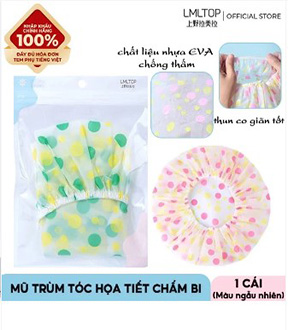 NHẬP KHẨU
CHÍNH HÃNG
100%
ĐẦY ĐỦ HÓA ĐƠN
TEM PHỤ TIẾNG VIỆT
LMLTOP | OFFICIAL STORE
上野拉美拉
chất liệu nhựa EVA
chống thấm
thun co giãn tốt
LMLTOP
MŨ TRÙM TÓC HỌA TIẾT CHẤM BI
1 CÁI
(Màu ngẫu nhiên)